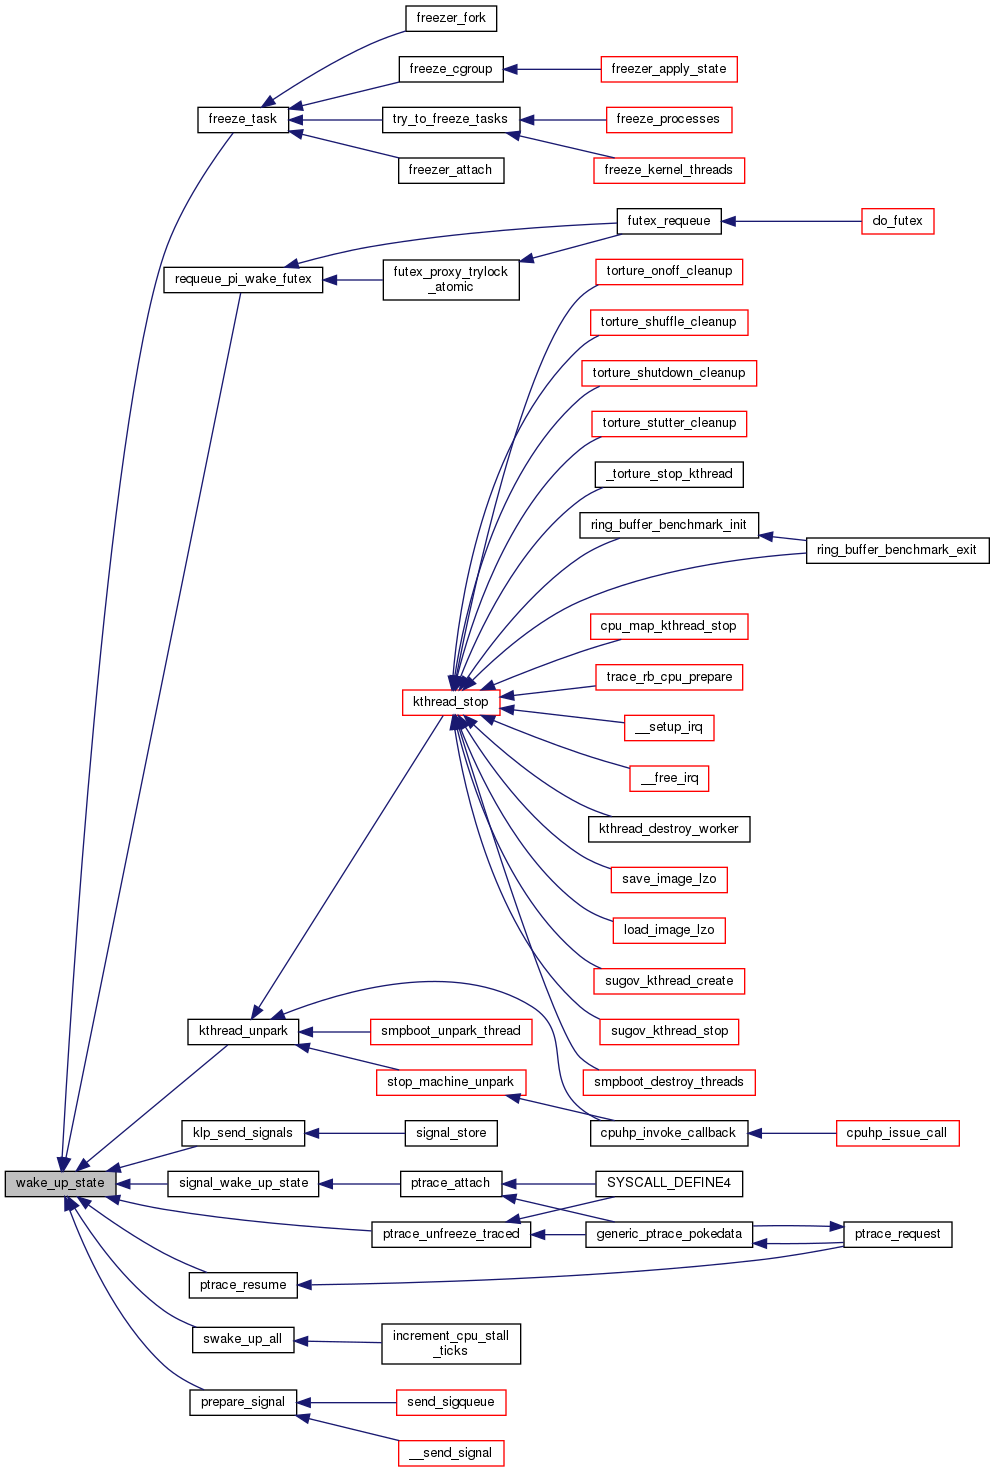 freezer_fork
freeze_cgroup
freezer_apply_state
freeze_task
try_to_freeze_tasks
freeze_processes
freezer_attach
freeze_kernel_threads
futex_requeue
do_futex
requeue_pi_wake_futex
futex_proxy_trylock
_atomic
torture_onoff_cleanup
torture_shuffle_cleanup
torture_shutdown_cleanup
torture_stutter_cleanup
_torture_stop_kthread
ring_buffer_benchmark_init
ring_buffer_benchmark_exit
cpu_map_kthread_stop
trace_rb_cpu_prepare
kthread_stop
__setup_irq
__free_irq
kthread_destroy_worker
save_image_lzo
load_image_lzo
sugov_kthread_create
kthread_unpark
smpboot_unpark_thread
sugov_kthread_stop
stop_machine_unpark
smpboot_destroy_threads
klp_send_signals
signal_store
cpuhp_invoke_callback
cpuhp_issue_call
wake_up_state
signal_wake_up_state
ptrace_attach
SYSCALL_DEFINE4
ptrace_unfreeze_traced
generic_ptrace_pokedata
ptrace_request
ptrace_resume
swake_up_all
increment_cpu_stall
_ticks
prepare_signal
send_sigqueue
__send_signal